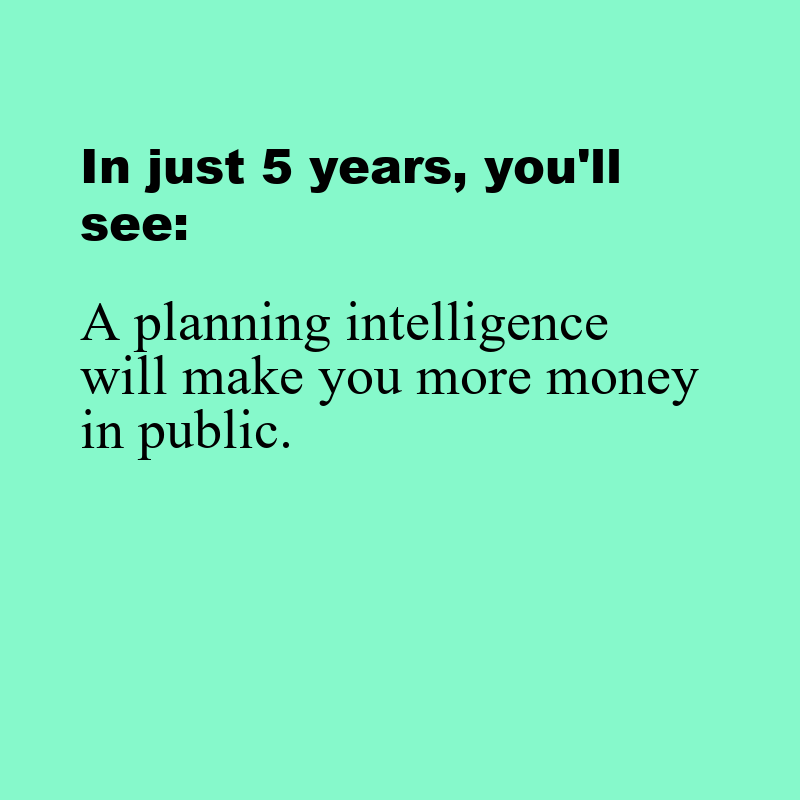 In just 5 years, you'll
see:
A planning intelligence
will make you more money
in public.